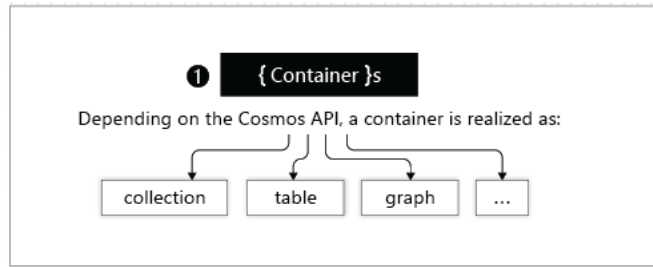 1 { Container }s
Depending on the Cosmos API, a container is realized as:
collection table graph ...